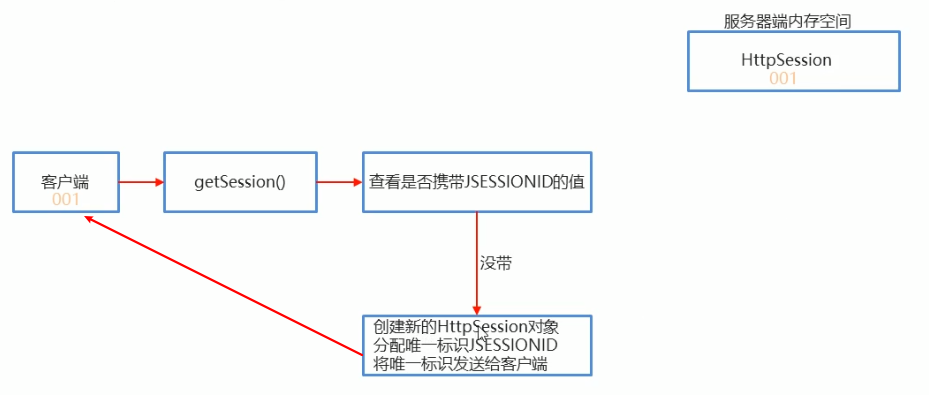 服务器端内存空间
HttpSession
001
客户端
001
getSession()
查看是否携带JSESSIONID的值
没带
创建新的HttpSession对象
分配唯一标识JSESSIONID
将唯一标识发送给客户端